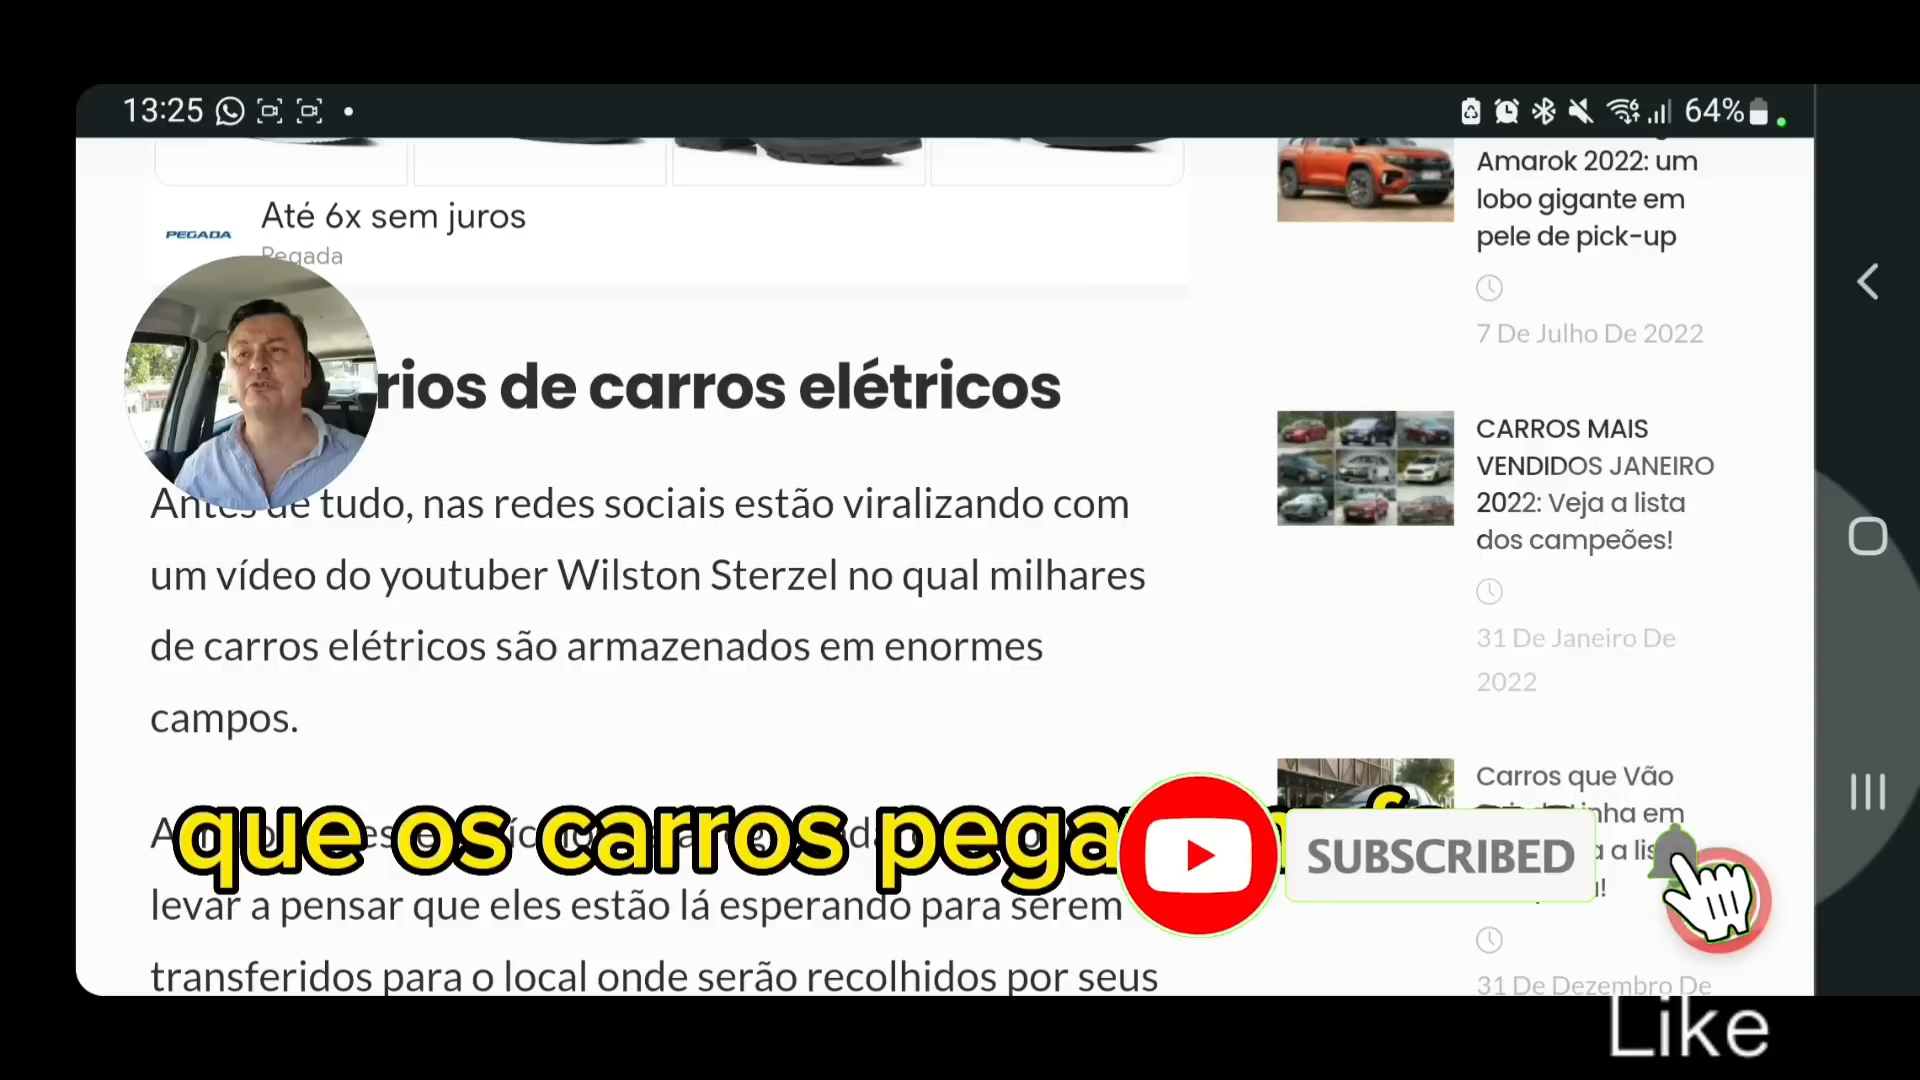 13:25
64%
Até 6x sem juros
PEGADA
Pegada
rios de carros elétricos
Antes de tudo, nas redes sociais estão viralizando com
um vídeo do youtuber Wilston Sterzel no qual milhares
de carros elétricos são armazenados em enormes
campos.
que os carros pega
levar a pensar que eles estão lá esperando para serem
transferidos para o local onde serão recolhidos por seus
Amarok 2022: um
lobo gigante em
pele de pick-up
7 De Julho De 2022
CARROS MAIS
VENDIDOS JANEIRO
2022: Veja a lista
dos campeões!
31 De Janeiro De
2022
Carros que Vão
em
SUBSCRIBED
31 De Dezembro De
Like